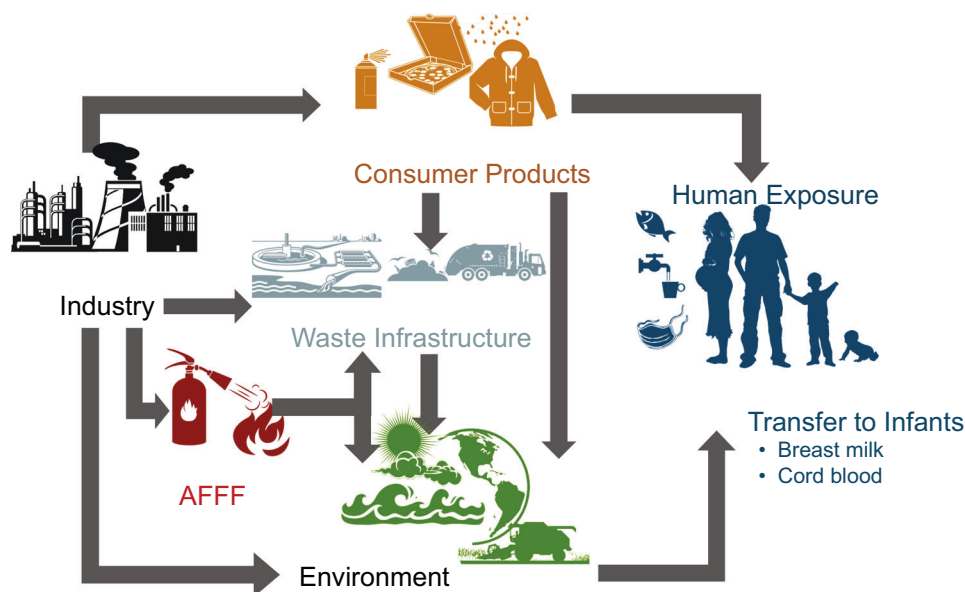 Consumer Products
Human Exposure
Industry
Waste Infrastructure
Transfer to Infants
• Breast milk
• Cord blood
AFFF
Environment